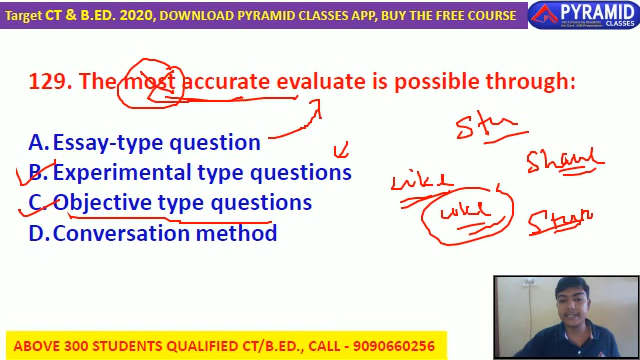 Target CT & B.ED. 2020, DOWNLOAD PYRAMID CLASSES APP, BUY THE FREE COURSE
PYRAMID
CLASSES
129. The most accurate evaluate is possible through:
A. Essay-type question
B. Experimental type questions
C. Objective type questions
D. Conversation method
Like
ABOVE 300 STUDENTS QUALIFIED CT/B.ED., CALL - 9090660256